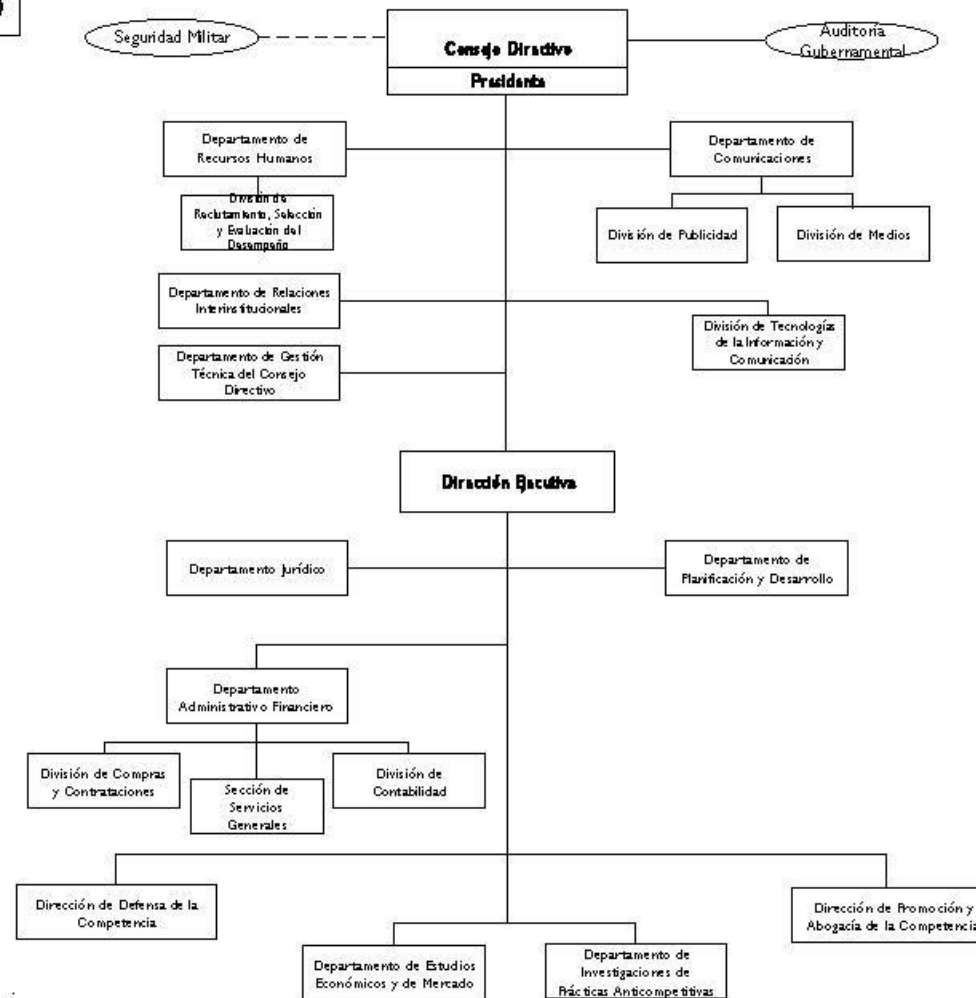 Seguridad Militar
Consejo Directivo
Auditoría
Gubernamental
Presidente
Departamento de
Recursos Humanos
Departamento de
Comunicaciones
División de
Reclutamiento, Selección
y Evaluación del
Desempeño
División de Publicidad
División de Medios
Departamento de Relaciones
Interinstitucionales
División de Tecnologías
de la Información y
Comunicación
Departamento de Gestión
Técnica del Consejo
Directivo
Dirección Ejecutiva
Departamento Jurídico
Departamento de
Planificación y Desarrollo
Departamento
Administrativo Financiero
División de Compras
y Contrataciones
Sección de
Servicios
Generales
División de
Contabilidad
Dirección de Defensa de la
Competencia
Dirección de Promoción y
Abogacía de la Competencia
Departamento de Estudios
Económicos y de Mercado
Departamento de
Investigaciones de
Prácticas Anticompetitivas